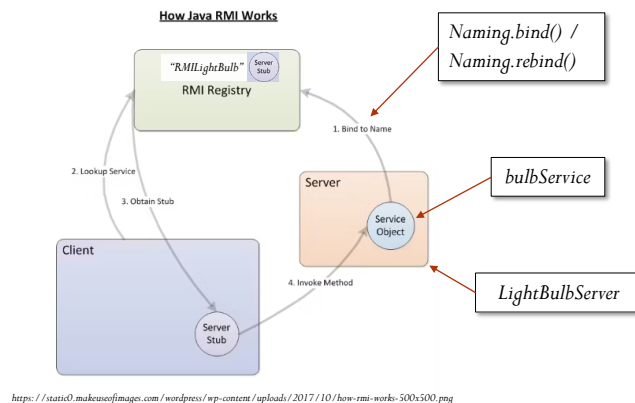 How Java RMI Works
Naming.bind() /
Naming.rebind()
“RMILightBulb”
Server
Stub
RMI Registry
1. Bind to Name
2. Lookup Service
3. Obtain Stub
Server
bulbService
Service
Object
Client
4. Invoke Method
LightBulbServer
Server
Stub
https://static0.makeuseofimages.com/wordpress/wp-content/uploads/2017/10/how-rmi-works-500x500.png